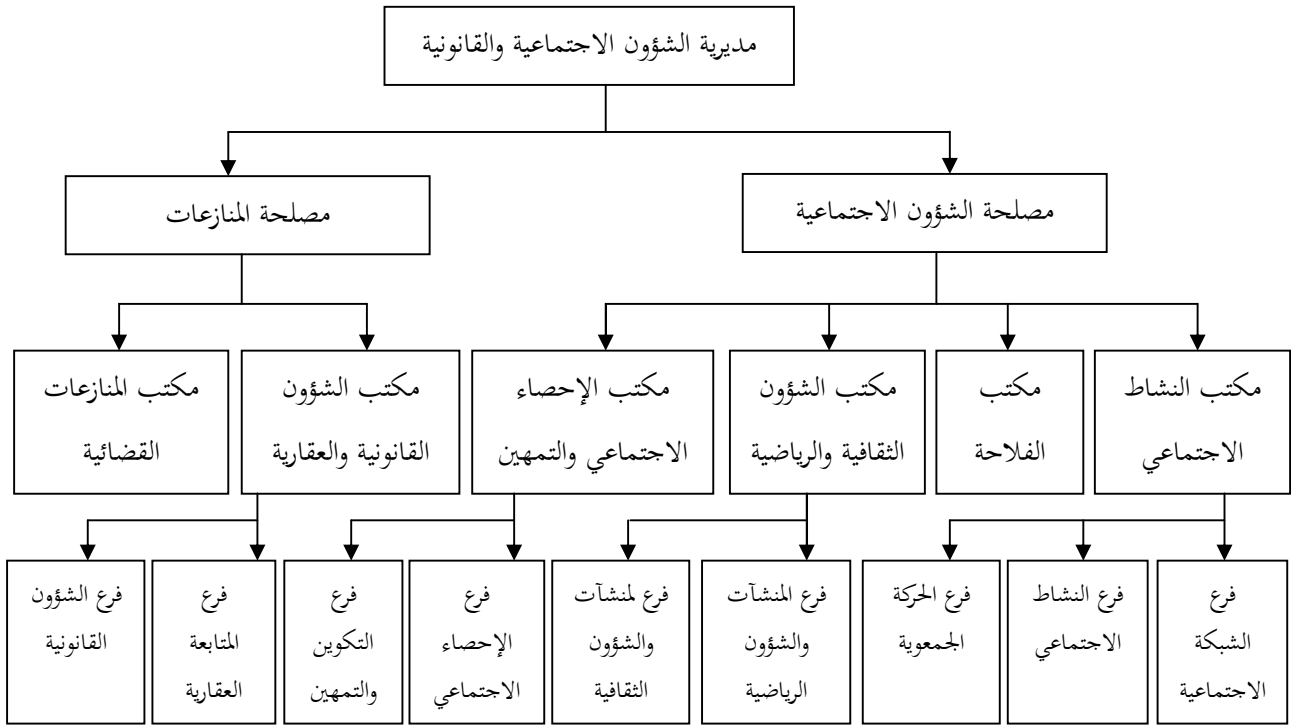 مديرية الشؤون الاجتماعية والقانونية
مصلحة الشؤون الاجتماعية
مصلحة المنازعات
مكتب النشاط
الاجتماعي
مكتب
الفلاحة
مكتب الشؤون
الثقافية والرياضية
مكتب الإحصاء
الاجتماعي والتمهين
مكتب الشؤون
القانونية والعقارية
مكتب المنازعات
القضائية
فرع
الشبكة
الاجتماعية
فرع النشاط
الاجتماعي
فرع الحركة
الجمعوية
فرع المنشآت
والشؤون
الرياضية
فرع لمنشآت
والشؤون
الثقافية
فرع
الإحصاء
الاجتماعي
فرع
التكوين
والتمهين
فرع
المتابعة
العقارية
فرع الشؤون
القانونية